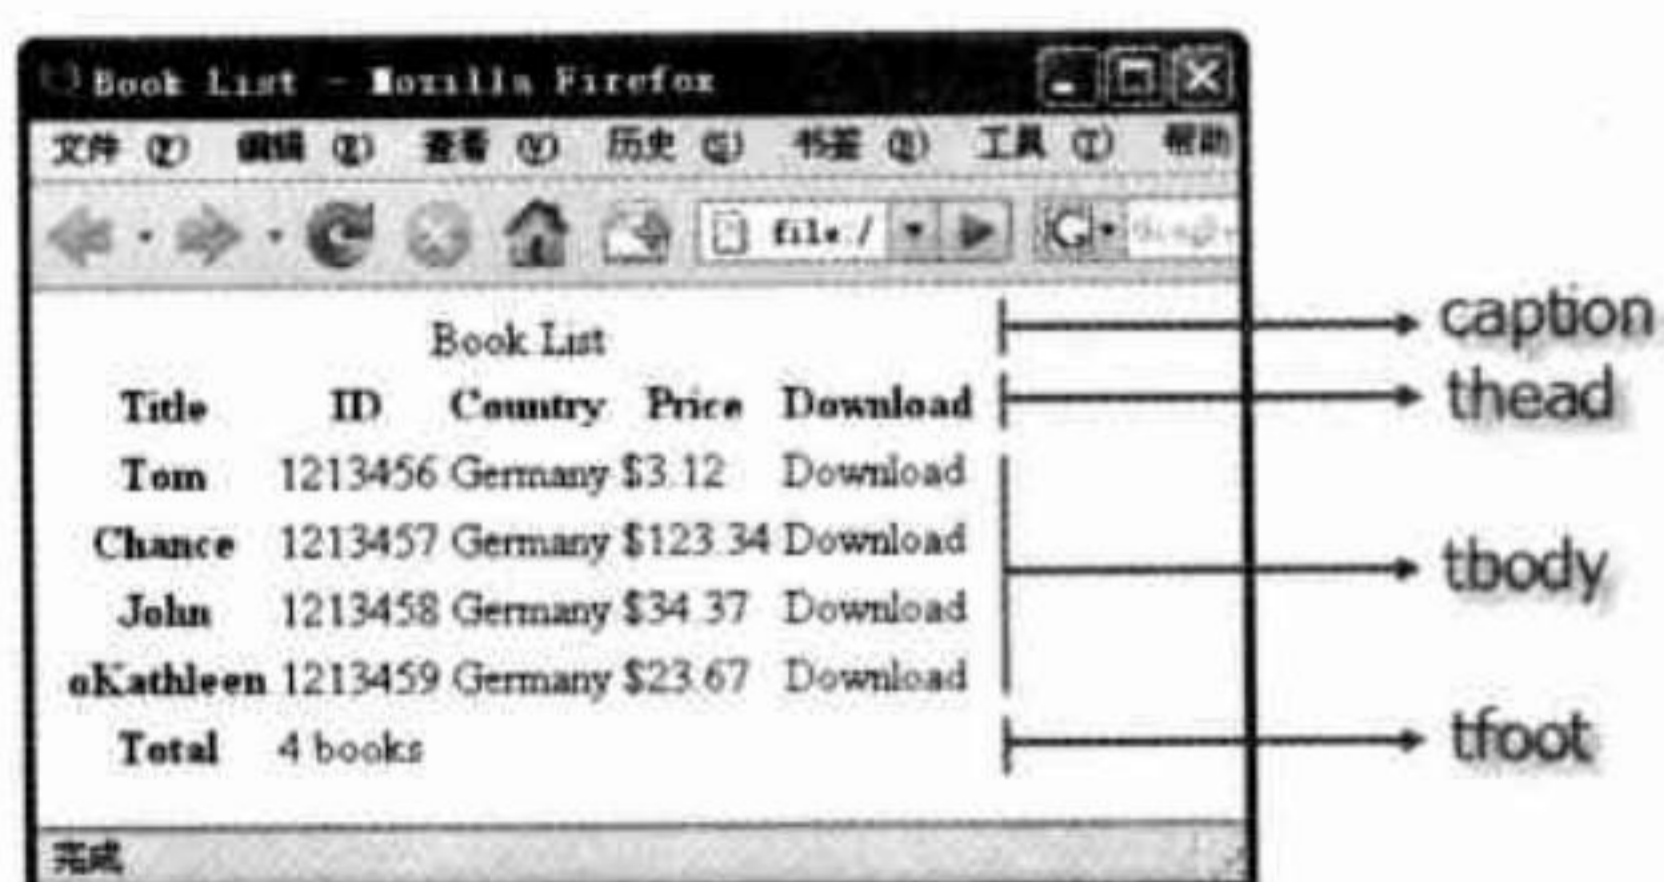 Book List - Mozilla Firefox
文件 (F) 编辑 (E) 查看 (V) 历史 (S) 书签 (B) 工具 (T) 帮助
file:/
Book List
caption
Title ID Country Price Download
thead
Tom 1213456 Germany $3.12 Download
Chance 1213457 Germany $123.34 Download
tbody
John 1213458 Germany $34.37 Download
oKathleen 1213459 Germany $23.67 Download
Total 4 books
tfoot
完成